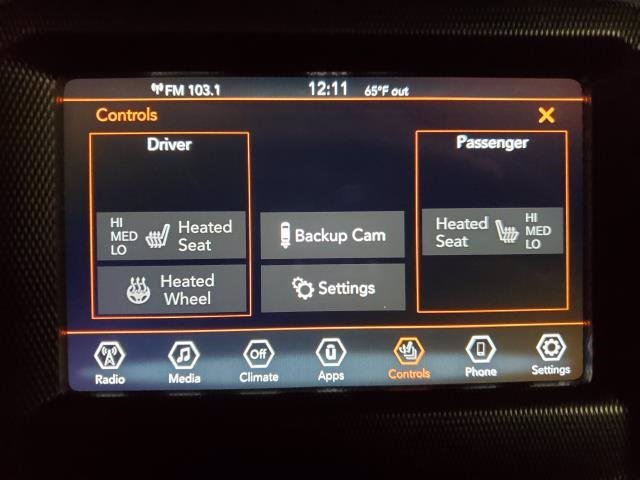 FM 103.1 12:11 65°F out
Controls X
Driver
Passenger
HI
MED
LO
Heated
Seat
Heated
Wheel
Backup Cam
Settings
Heated
Seat
HI
MED
LO
Radio Media Off Climate Apps Controls Phone Settings